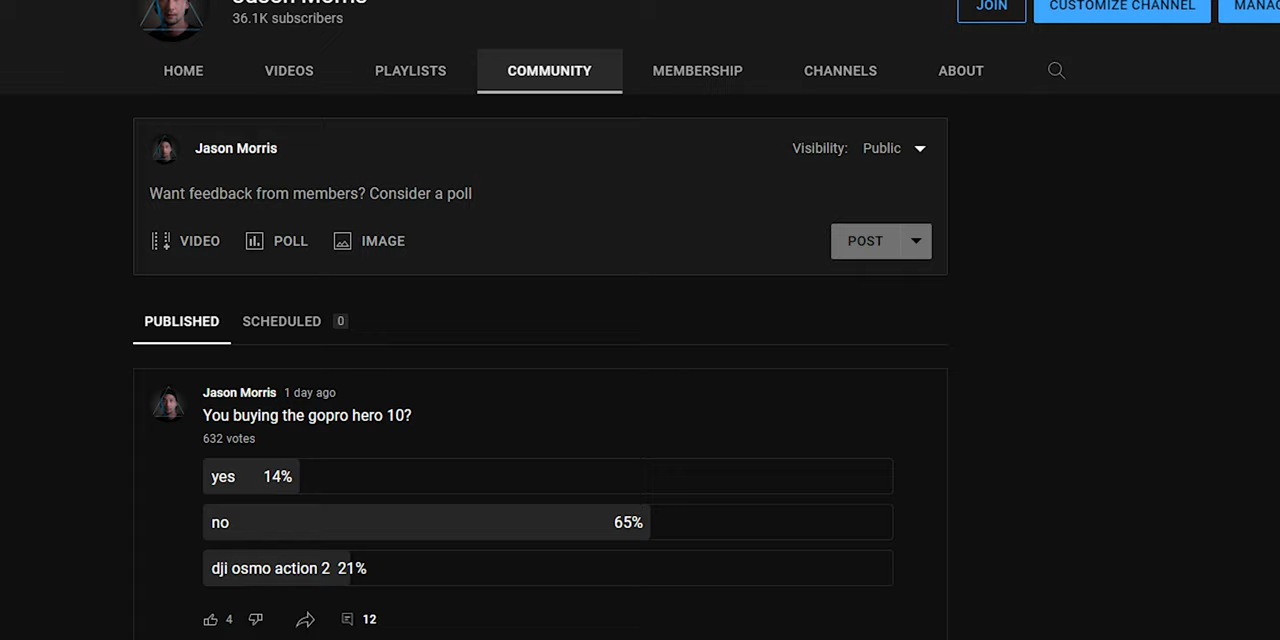 Jason Morris
36.1K subscribers
JOIN
CUSTOMIZE CHANNEL
HOME
VIDEOS
PLAYLISTS
COMMUNITY
MEMBERSHIP
CHANNELS
ABOUT
Jason Morris
Visibility: Public
Want feedback from members? Consider a poll
VIDEO
POLL
IMAGE
POST
PUBLISHED
SCHEDULED 0
Jason Morris 1 day ago
You buying the gopro hero 10?
632 votes
yes 14%
no 65%
dji osmo action 2 21%
4
12